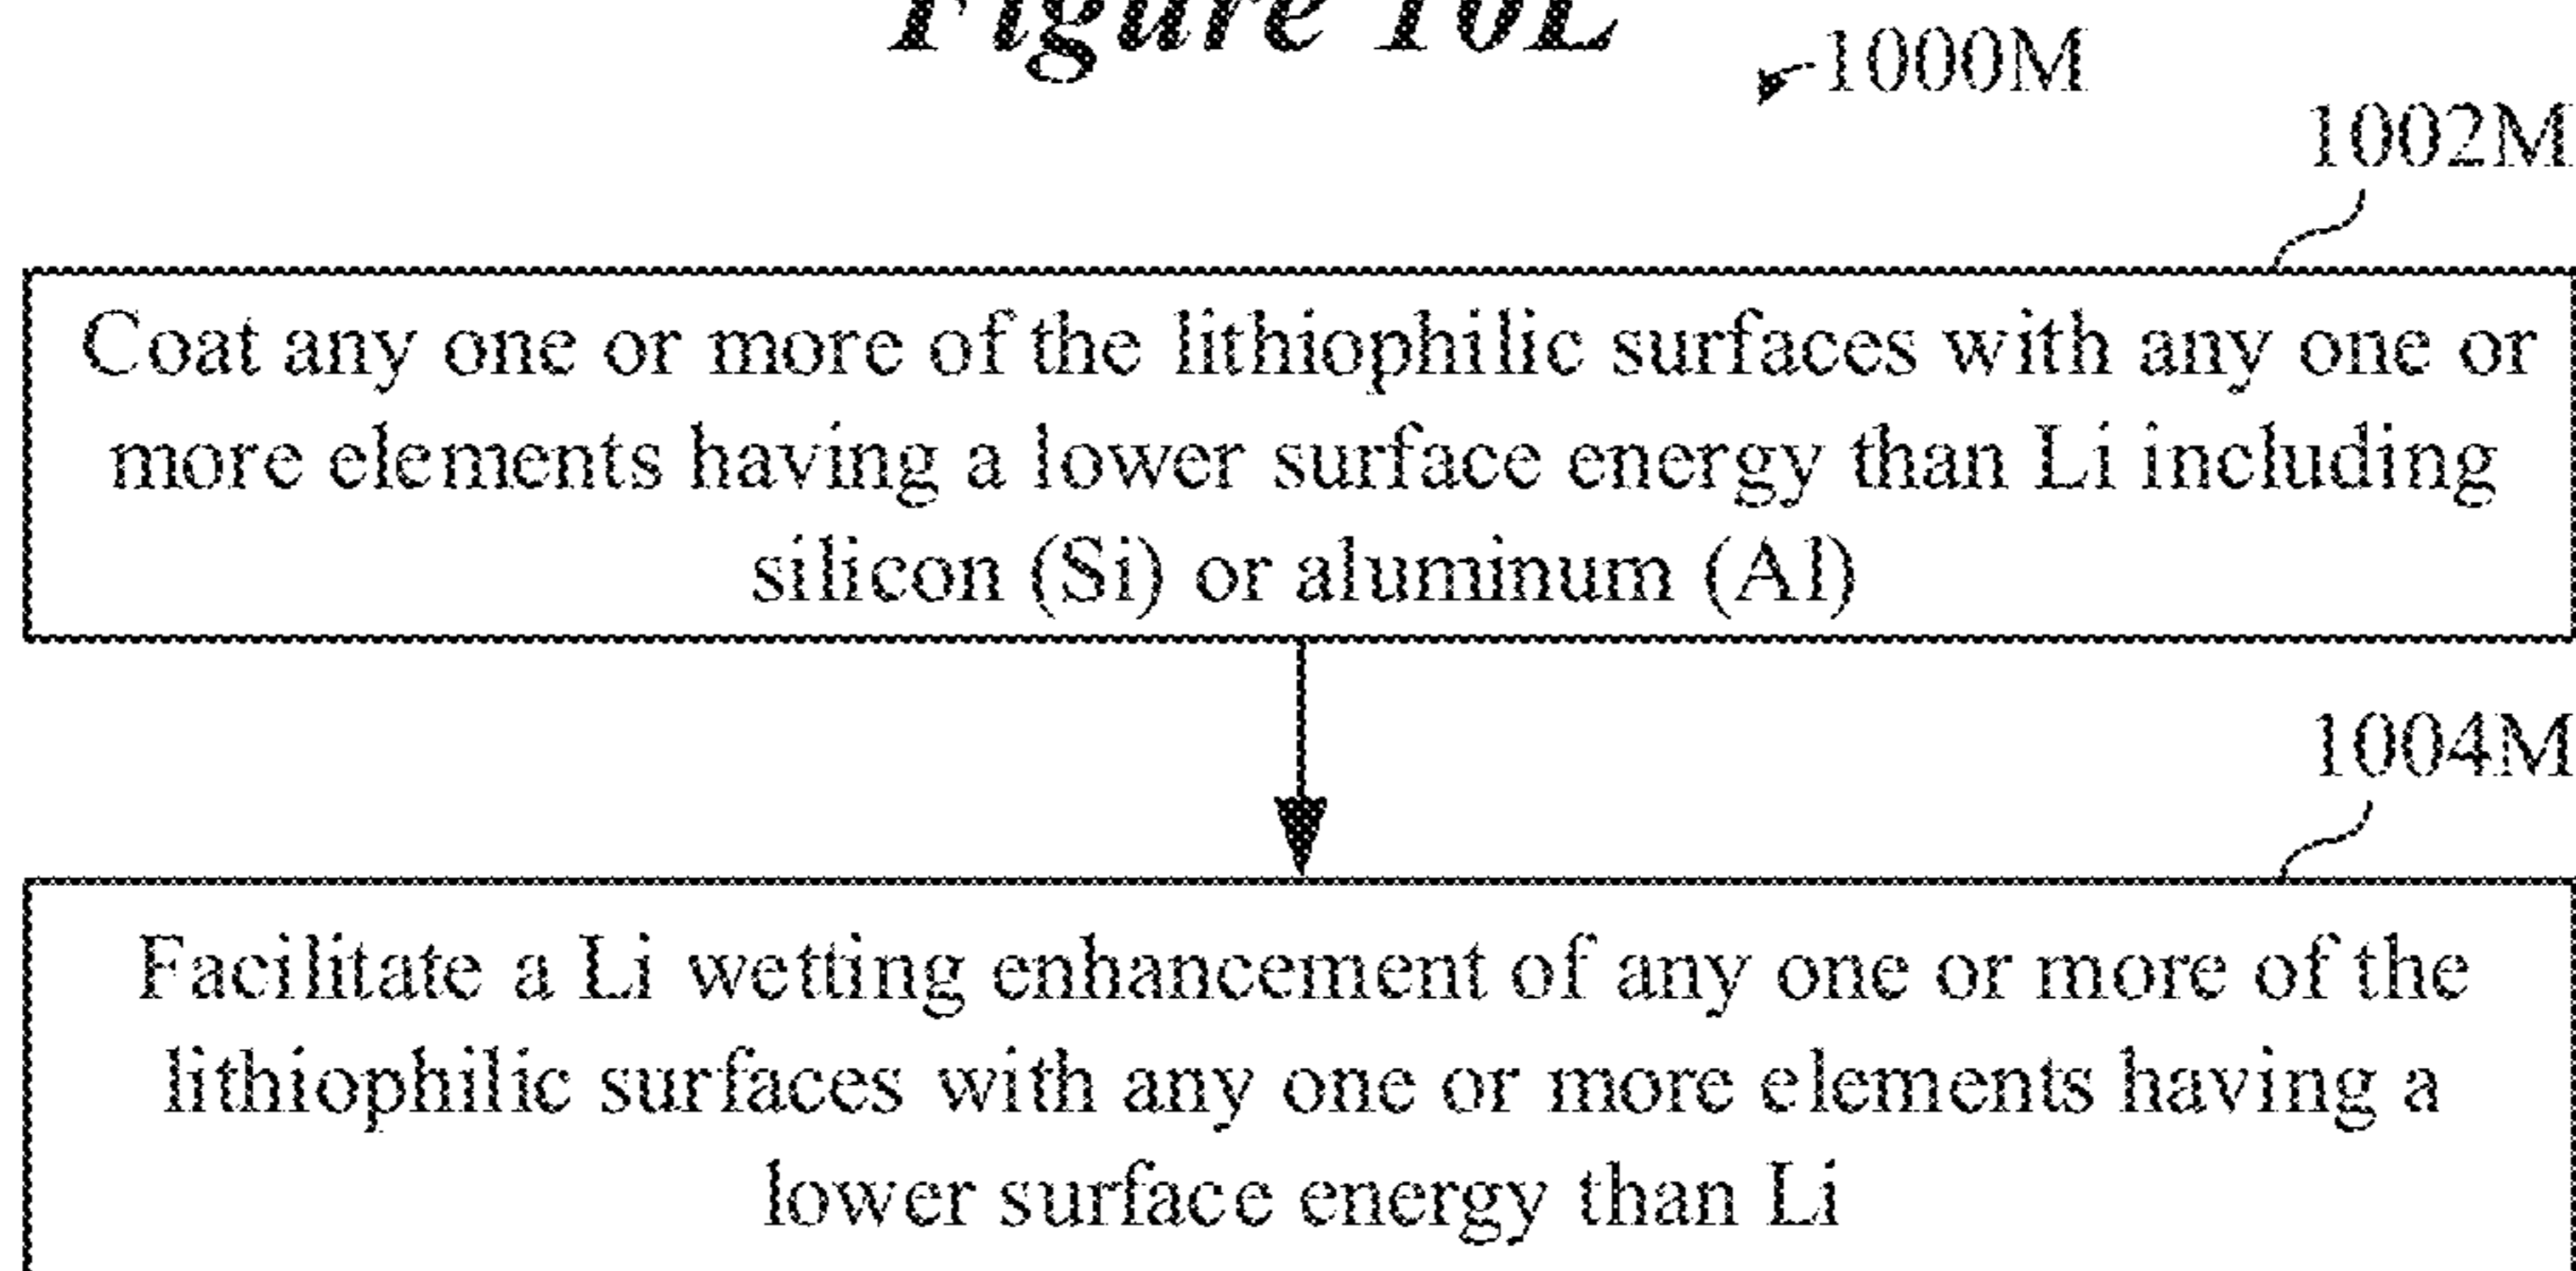 Figure 10L
1000M
1002M
Coat any one or more of the lithiophilic surfaces with any one or
more elements having a lower surface energy than Li including
silicon (Si) or aluminum (Al)
1004M
Facilitate a Li wetting enhancement of any one or more of the
lithiophilic surfaces with any one or more elements having a
lower surface energy than Li